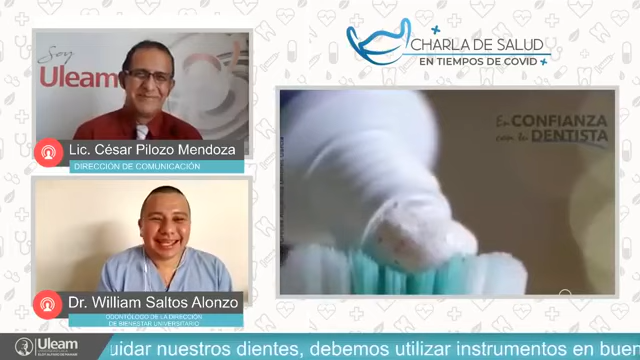 Soy
Uleam
Lic. César Pilozo Mendoza
DIRECCIÓN DE COMUNICACIÓN
Dr. William Saltos Alonzo
ODONTÓLOGO DE LA DIRECCIÓN
DE BIENESTAR UNIVERSITARIO
CHARLA DE SALUD
EN TIEMPOS DE COVID
En CONFIANZA
con tu DENTISTA
Uleam
uidar nuestros dientes, debemos utilizar instrumentos en buer